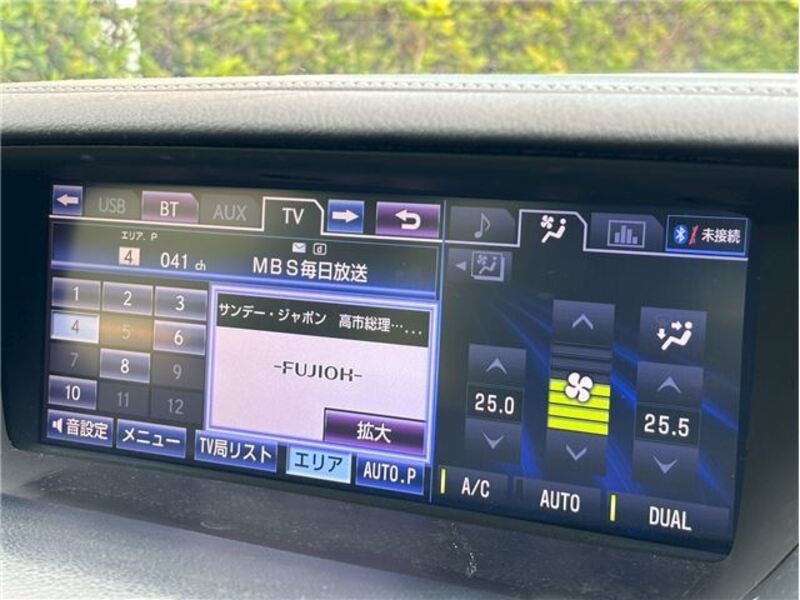 USB BT AUX TV
エリア. P
4 041 ch
MBS毎日放送
1 2 3
4 5 6
7 8 9
10 11 12
サンデー・ジャポン 高市総理･･･...
-FUJIOH-
拡大
音設定 メニュー TV局リスト エリア AUTO.P
未接続
25.0
25.5
A/C AUTO DUAL